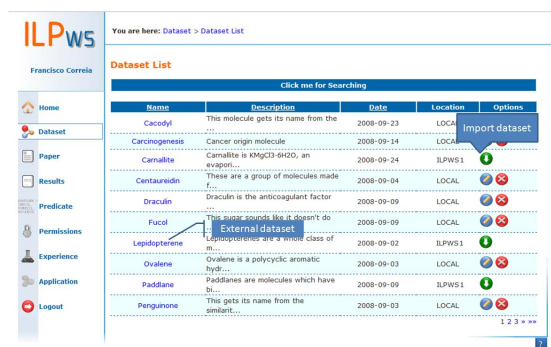 ILPWS
You are here: Dataset > Dataset List
Francisco Correia
Dataset List
Click me for Searching
Name Description Date Location Options
Cacodyl This molecule gets its name from the ... 2008-09-23 LOCAL
Import dataset
Carcinogenesis Cancer origin molecule 2008-09-14 LOCAL
Carnallite Carnallite is KMgCl3-6H2O, an evapori... 2008-09-24 ILPWS1
Centaureidin These are a group of molecules made f... 2008-09-04 LOCAL
Draculin Draculin is the anticoagulant factor ... 2008-09-09 LOCAL
Fucol This sugar sounds like it doesn't do 2008-09-09 LOCAL
External dataset
Lepidopterene Lepidopterenes are a whole class of m... 2008-09-02 ILPWS1
Ovalene Ovalene is a polycyclic aromatic hydr... 2008-09-03 LOCAL
Paddlane Paddlanes are molecules which have bi... 2008-09-09 ILPWS1
Penguinone This gets its name from the similarit... 2008-09-03 LOCAL
1 2 3 » »»
Home
Dataset
Paper
Results
Predicate
Permissions
Experience
Application
Logout
?